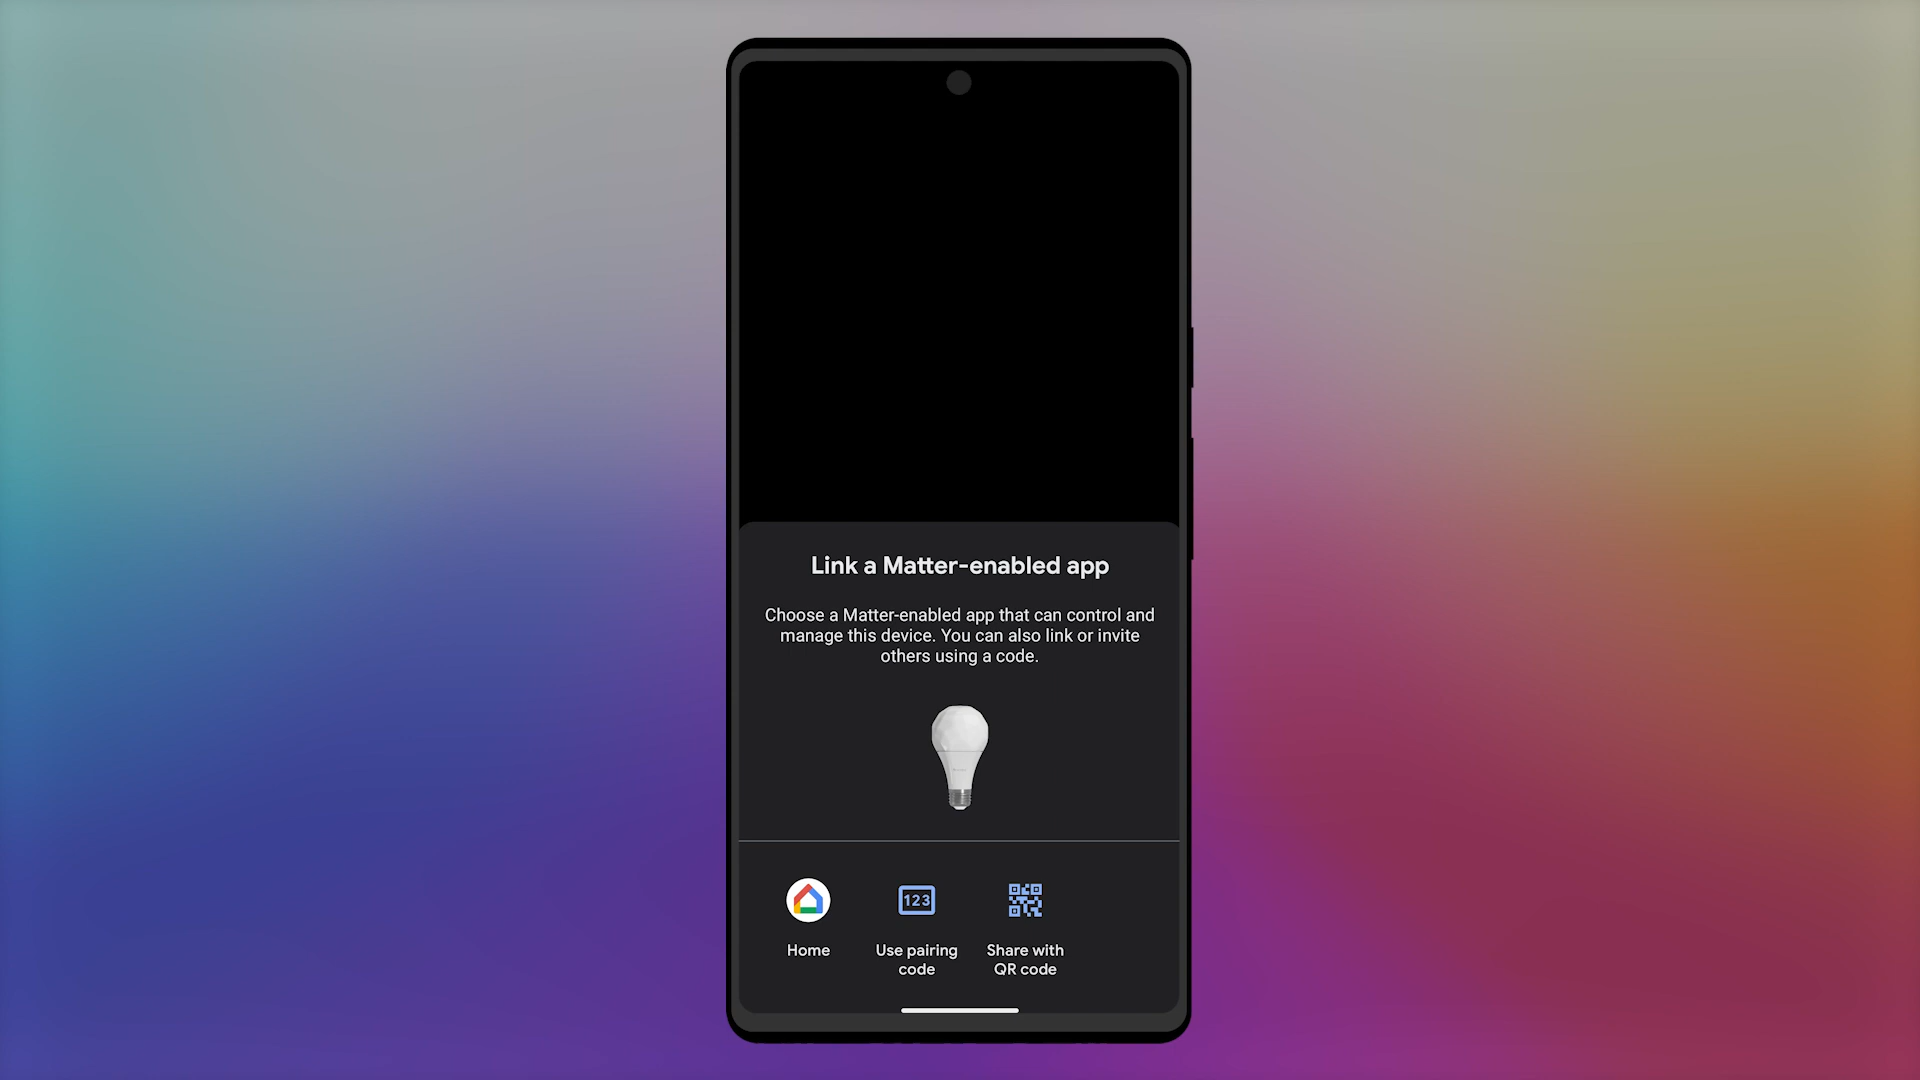 Link a Matter-enabled app
Choose a Matter-enabled app that can control and
manage this device. You can also link or invite
others using a code.
123
Home
Use pairing
code
Share with
QR code